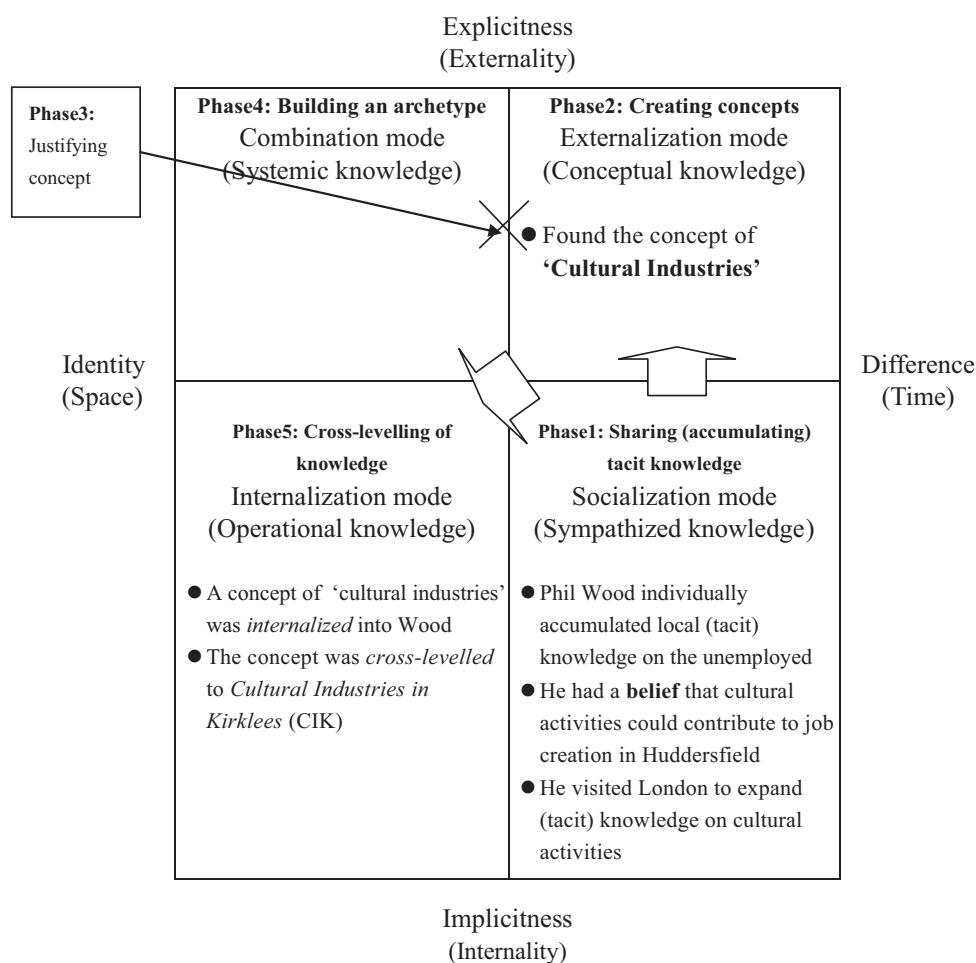 Explicitness
(Externality)
Phase3:
Justifying
concept
Phase4: Building an archetype
Combination mode
(Systemic knowledge)
Phase2: Creating concepts
Externalization mode
(Conceptual knowledge)
● Found the concept of
‘Cultural Industries’
Identity
(Space)
Difference
(Time)
Phase5: Cross-levelling of
knowledge
Internalization mode
(Operational knowledge)
● A concept of ‘cultural industries’
was internalized into Wood
● The concept was cross-levelled
to Cultural Industries in
Kirklees (CIK)
Phase1: Sharing (accumulating)
tacit knowledge
Socialization mode
(Sympathized knowledge)
● Phil Wood individually
accumulated local (tacit)
knowledge on the unemployed
● He had a belief that cultural
activities could contribute to job
creation in Huddersfield
● He visited London to expand
(tacit) knowledge on cultural
activities
Implicitness
(Internality)